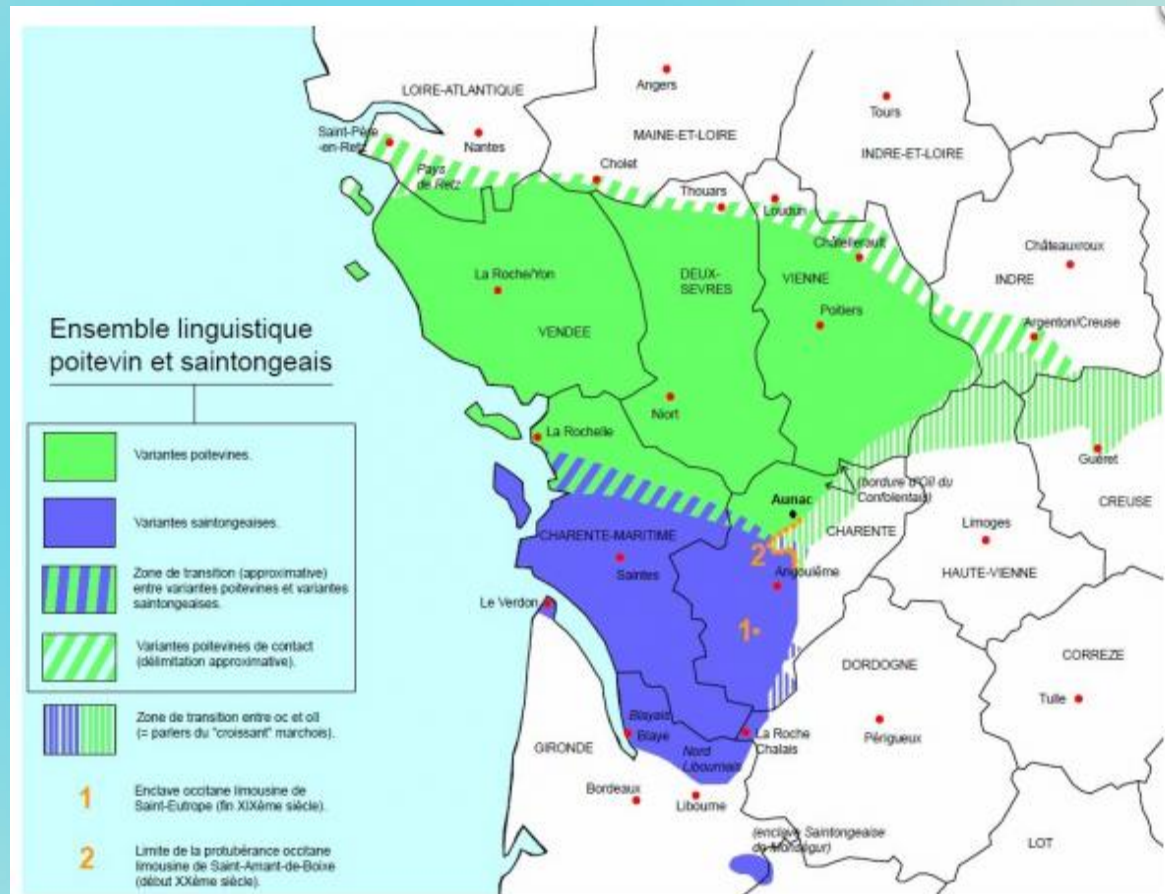 LOIRE-ATLANTIQUE
Angers
Tours
Saint-Père
-en-Retz
Nantes
MAINE-ET-LOIRE
INDRE-ET-LOIRE
Pays
de Retz
Cholet
Thouars
Loudun
Châtellerault
Châteauxroux
INDRE
La Roche/Yon
DEUX-
SEVRES
VIENNE
Poitiers
Argenton/Creuse
VENDEE
Ensemble linguistique
poitevin et saintongeais
Niort
La Rochelle
Guéret
Variantes poitevines.
(bordure d'Oïl du
Confolentais)
Aunac
CREUSE
Variantes saintongeaises.
CHARENTE
Limoges
CHARENTE-MARITIME
2
Saintes
Angoulême
HAUTE-VIENNE
Zone de transition (approximative)
entre variantes poitevines et variantes
saintongeaises.
Le Verdon
1
Variantes poitevines de contact
(délimitation approximative).
DORDOGNE
CORREZE
Tulle
Zone de transition entre oc et oïl
(= parlers du "croissant" marchois).
Blayais
Blaye
La Roche
Chalais
Périgueux
GIRONDE
Nord
Libournais
1
Enclave occitane limousine de
Saint-Eutrope (fin XIXème siècle).
Bordeaux
Libourne
2
Limite de la protubérance occitane
limousine de Saint-Amant-de-Boixe
(début XXème siècle).
(enclave Saintongeaise
de Monségur)
LOT